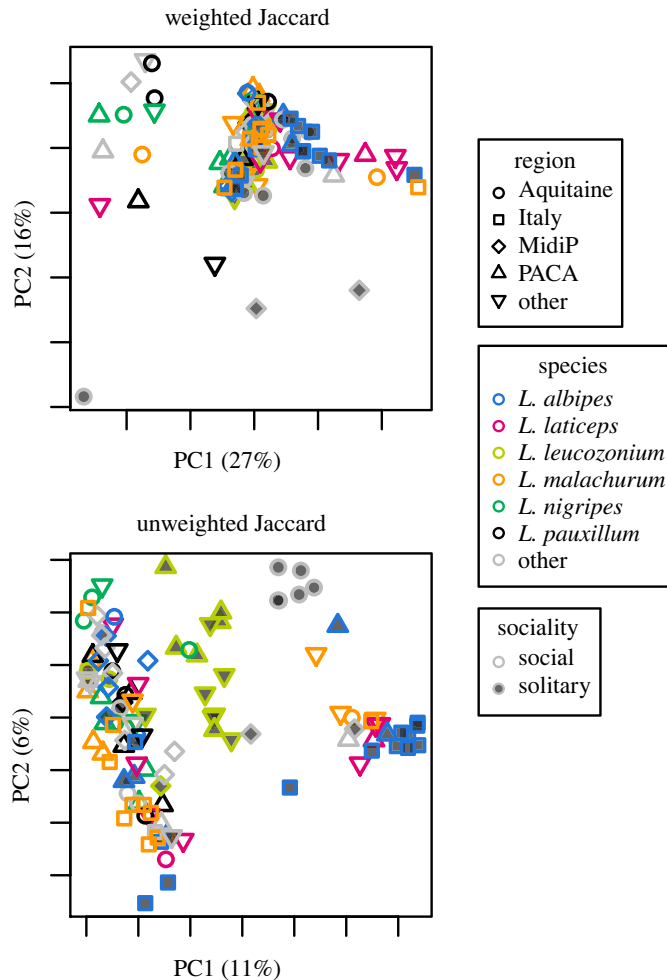 weighted Jaccard
PC2 (16%)
PC1 (27%)
region
Aquitaine
Italy
MidiP
PACA
other
species
L. albipes
L. laticeps
L. leucozonium
L. malachurum
L. nigripes
L. pauxillum
other
sociality
social
solitary
unweighted Jaccard
PC2 (6%)
PC1 (11%)